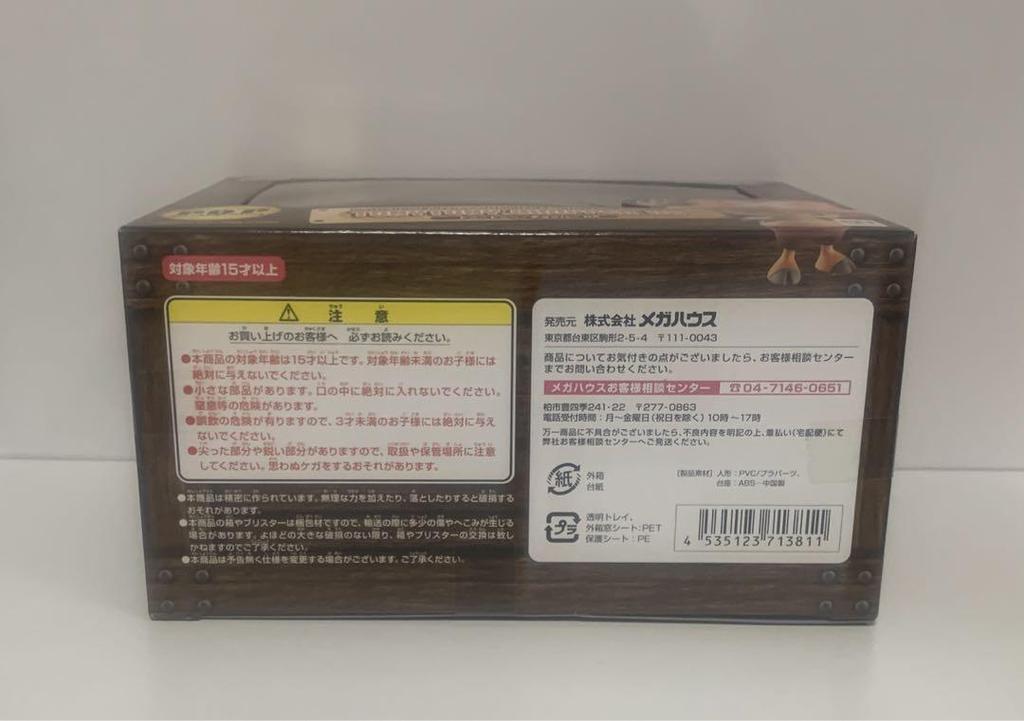 P.O.P
対象年齢15才以上
⚠ 注意
お買い上げのお客様へ 必ずお読みください。
●本商品の対象年齢は15才以上です。対象年齢未満のお子様には
絶対に与えないでください。
●小さな部品があります。口の中に絶対に入れないでください。
窒息等の危険があります。
●誤飲の危険が有りますので、3才未満のお子様には絶対に与え
ないでください。
●尖った部分や鋭い部分がありますので、取扱や保管場所に注意
してください。思わぬケガをするおそれがあります。
●本商品は精密に作られています。無理な力を加えたり、落としたりすると破損する
おそれがあります。
●本商品の箱やブリスターは梱包材ですので、輸送の際に多少の傷やへこみが生じる
場合があります。よほどの大きな破損のない限り、箱やブリスターの交換は致し
かねますのでご了承ください。
●本商品は予告無く仕様を変更する場合がございます。ご了承ください。
発売元 株式会社 メガハウス
東京都台東区駒形2-5-4 〒111-0043
商品についてお気付きの点がございましたら、お客様相談センター
までお問い合わせください。
メガハウスお客様相談センター ☎04-7146-0651
柏市豊四季241-22 〒277-0863
電話受付時間:月〜金曜日(祝日を除く)10時〜17時
万一商品に不具合がございましたら、不良内容を明記の上、着払い(宅配便)にて
弊社お客様相談センターへご発送ください。
紙 外箱
台紙
[製品素材] 人形:PVC/プラパーツ、
台座:ABS 中国製
プラ 透明トレイ、
外箱窓シート:PET
保護シート:PE
4 535123 713811